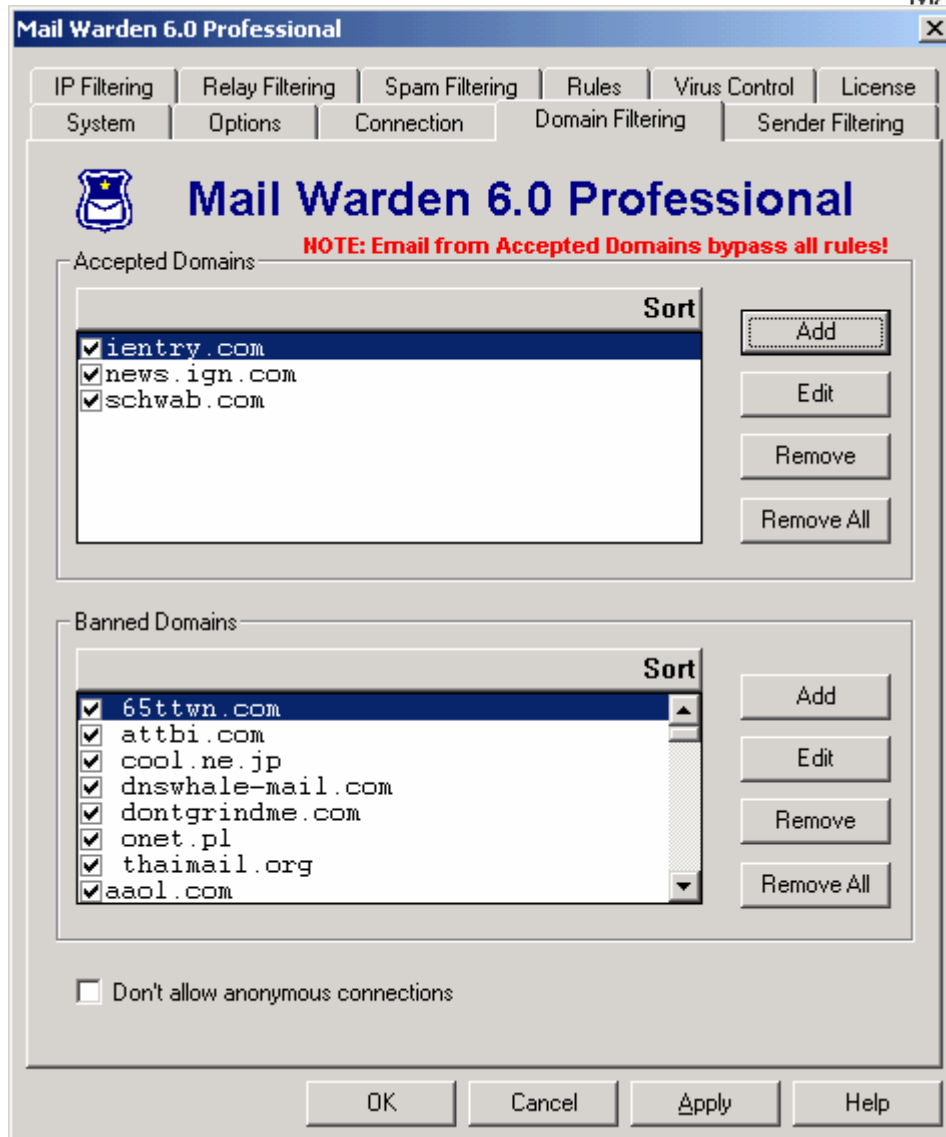 Mail Warden 6.0 Professional
IP Filtering Relay Filtering Spam Filtering Rules Virus Control License
System Options Connection Domain Filtering Sender Filtering
Mail Warden 6.0 Professional
NOTE: Email from Accepted Domains bypass all rules!
Accepted Domains
Sort
ientry.com
news.ign.com
schwab.com
Add
Edit
Remove
Remove All
Banned Domains
Sort
65ttwn.com
attbi.com
cool.ne.jp
dnswhale-mail.com
dontgrindme.com
onet.pl
thaimail.org
aaol.com
Add
Edit
Remove
Remove All
Don't allow anonymous connections
OK Cancel Apply Help